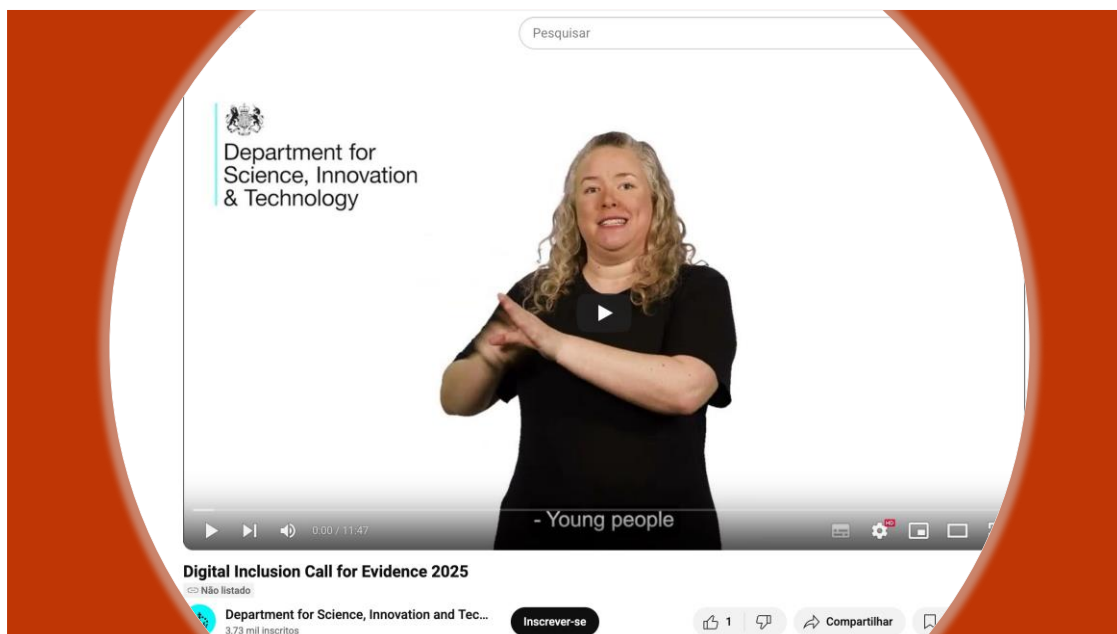 Pesquisar
Department for
Science, Innovation
& Technology
- Young people
0:00 / 11:47
HD
Digital Inclusion Call for Evidence 2025
Não listado
Department for Science, Innovation and Tec...
3,73 mil inscritos
Inscrever-se
1
Compartilhar